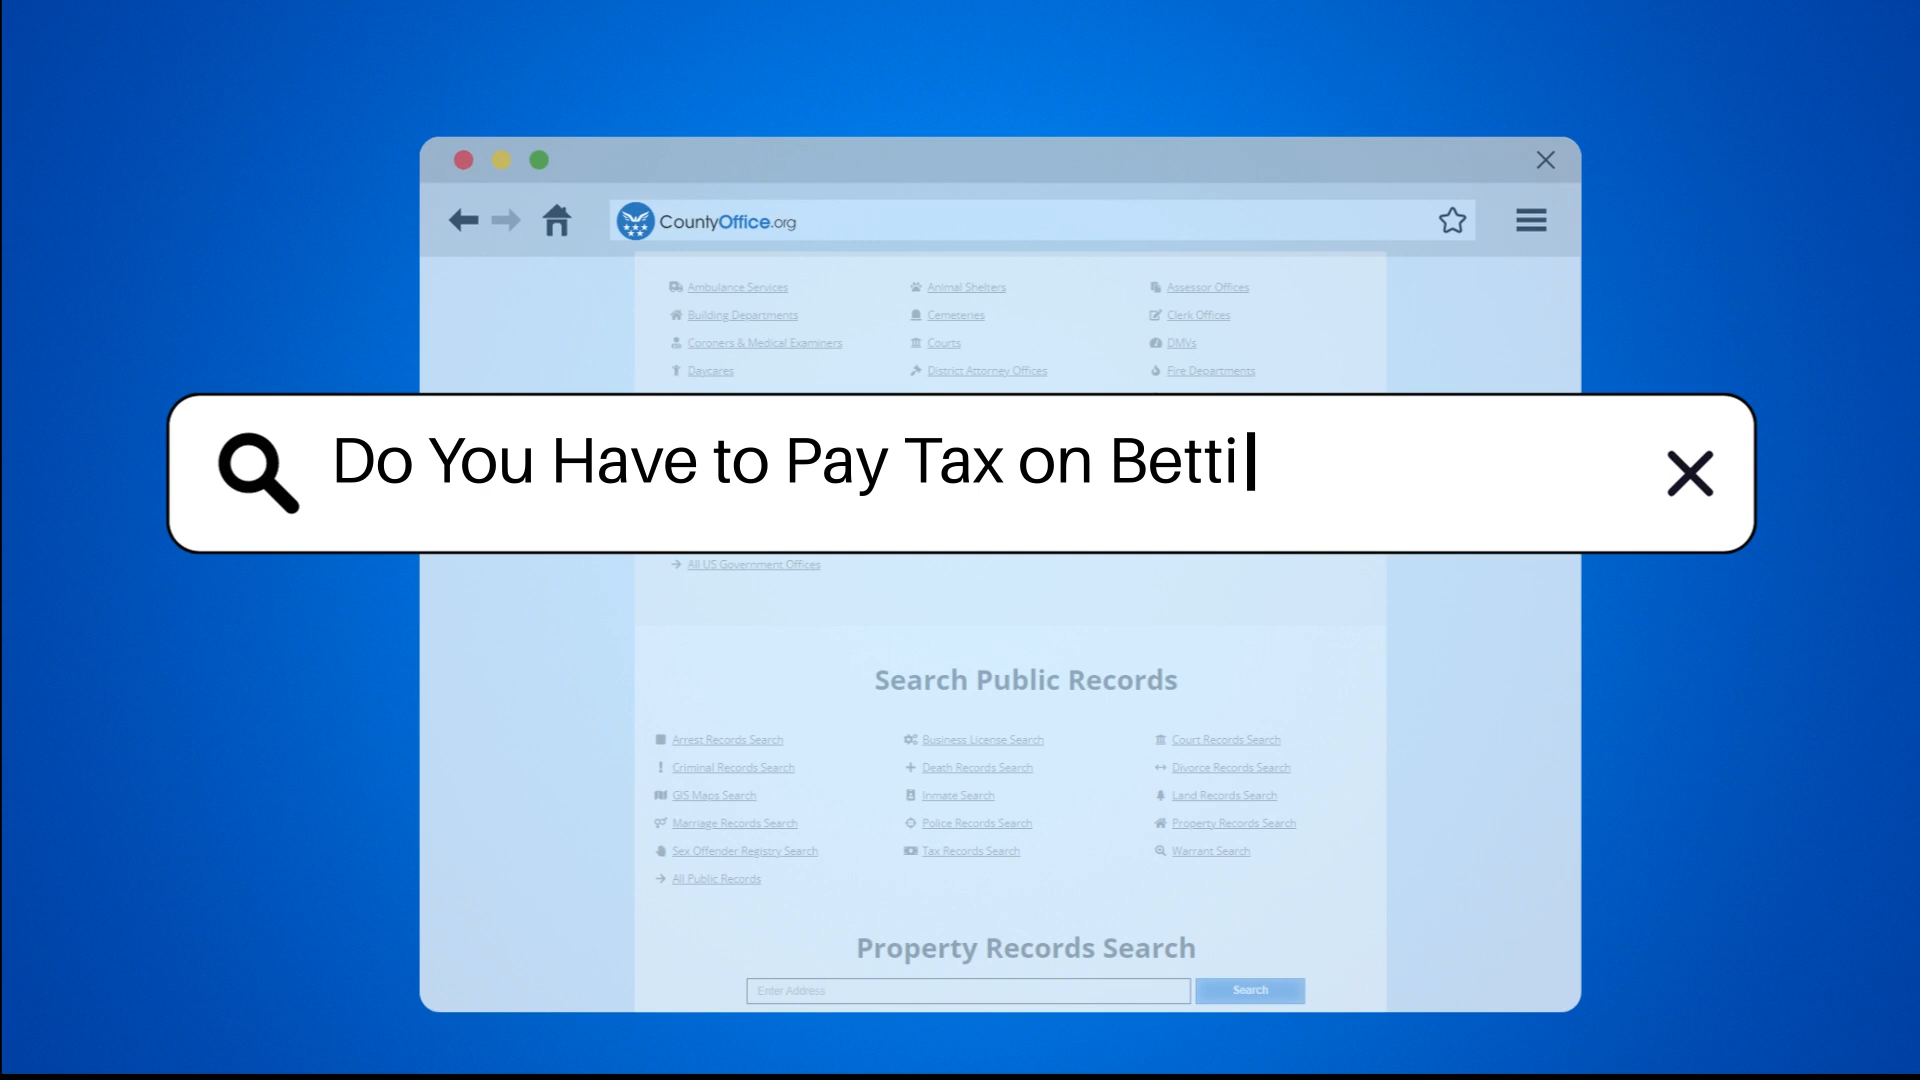 CountyOffice.org
Ambulance Services Animal Shelters Assessor Offices
Building Departments Cemeteries Clerk Offices
Coroners & Medical Examiners Courts DMVs
Daycares District Attorney Offices Fire Departments
Do You Have to Pay Tax on Betti
All US Government Offices
Search Public Records
Arrest Records Search Business License Search Court Records Search
Criminal Records Search Death Records Search Divorce Records Search
GIS Maps Search Inmate Search Land Records Search
Marriage Records Search Police Records Search Property Records Search
Sex Offender Registry Search Tax Records Search Warrant Search
All Public Records
Property Records Search
Enter Address Search